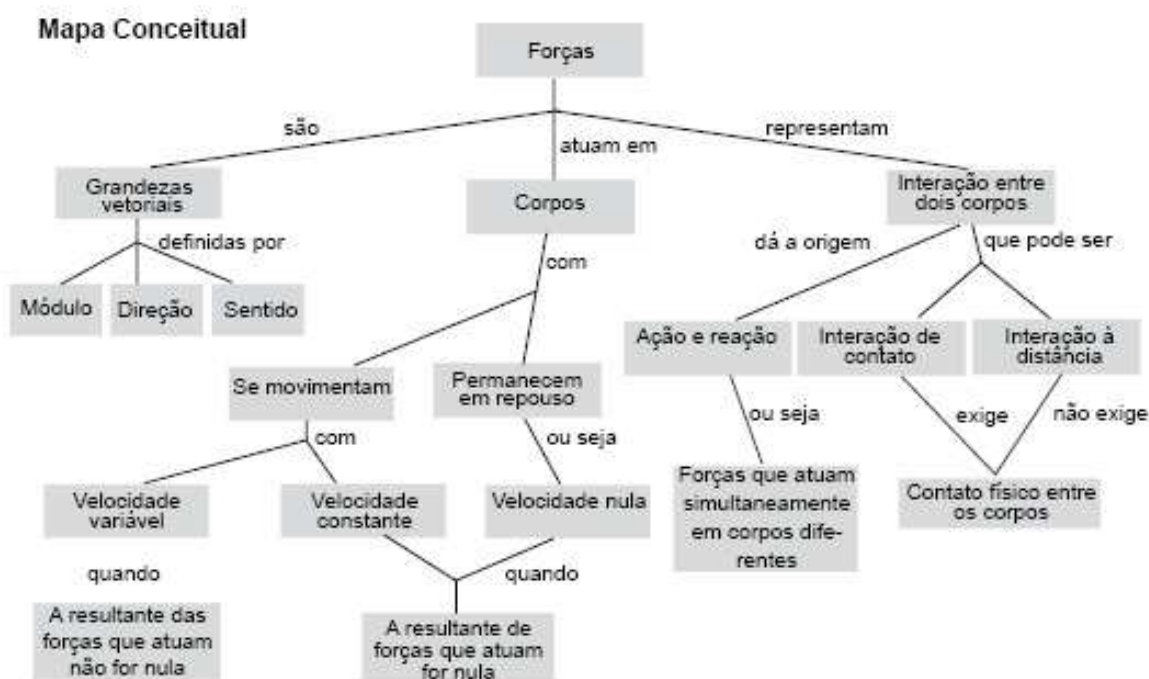 Mapa Conceitual
Forças
são
atuam em
representam
Grandezas
vetoriais
Corpos
Interação entre
dois corpos
definidas por
com
dá a origem
que pode ser
Módulo
Direção
Sentido
Ação e reação
Interação de
contato
Interação à
distância
Se movimentam
Permanecem
em repouso
com
ou seja
ou seja
exige
não exige
Velocidade
variável
Velocidade
constante
Velocidade nula
Forças que atuam
simultaneamente
em corpos dife-
rentes
Contato físico entre
os corpos
quando
quando
A resultante das
forças que atuam
não for nula
A resultante de
forças que atuam
for nula